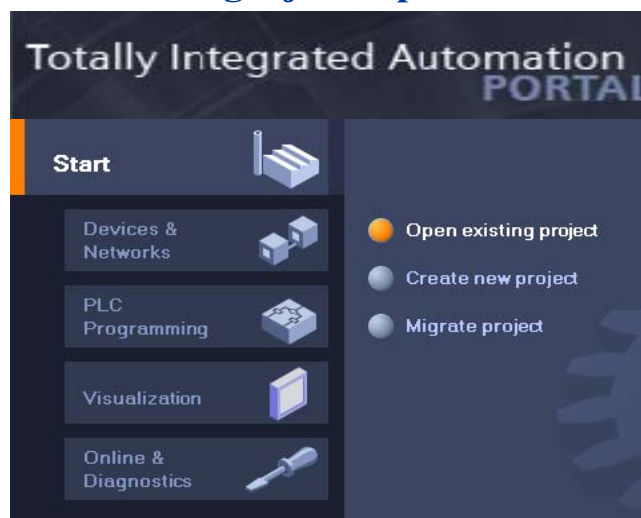 Totally Integrated Automation
PORTAL
Start
Devices &
Networks
PLC
Programming
Visualization
Online &
Diagnostics
Open existing project
Create new project
Migrate project